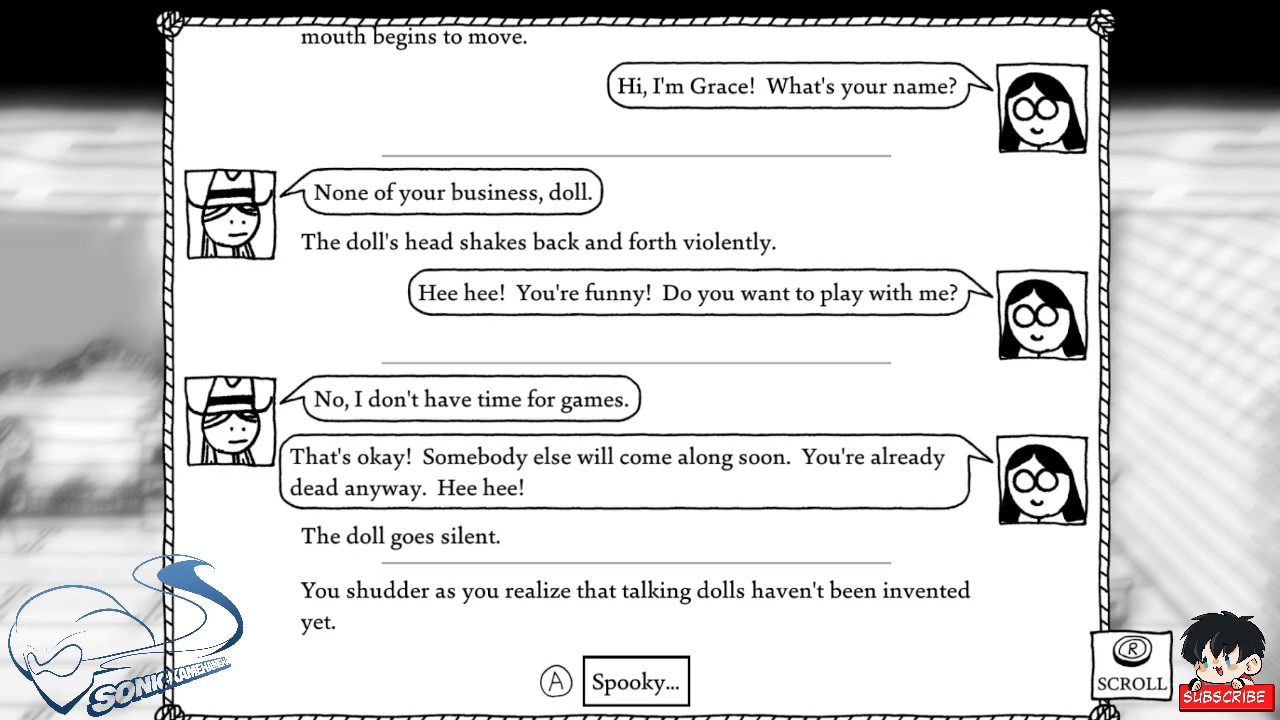 mouth begins to move.
Hi, I'm Grace!  What's your name?
None of your business, doll.
The doll's head shakes back and forth violently.
Hee hee!  You're funny!  Do you want to play with me?
No, I don't have time for games.
That's okay!  Somebody else will come along soon.  You're already
dead anyway.  Hee hee!
The doll goes silent.
You shudder as you realize that talking dolls haven't been invented
yet.
A Spooky...
R
SCROLL
SONICKAMEHAMEHA
SUBSCRIBE